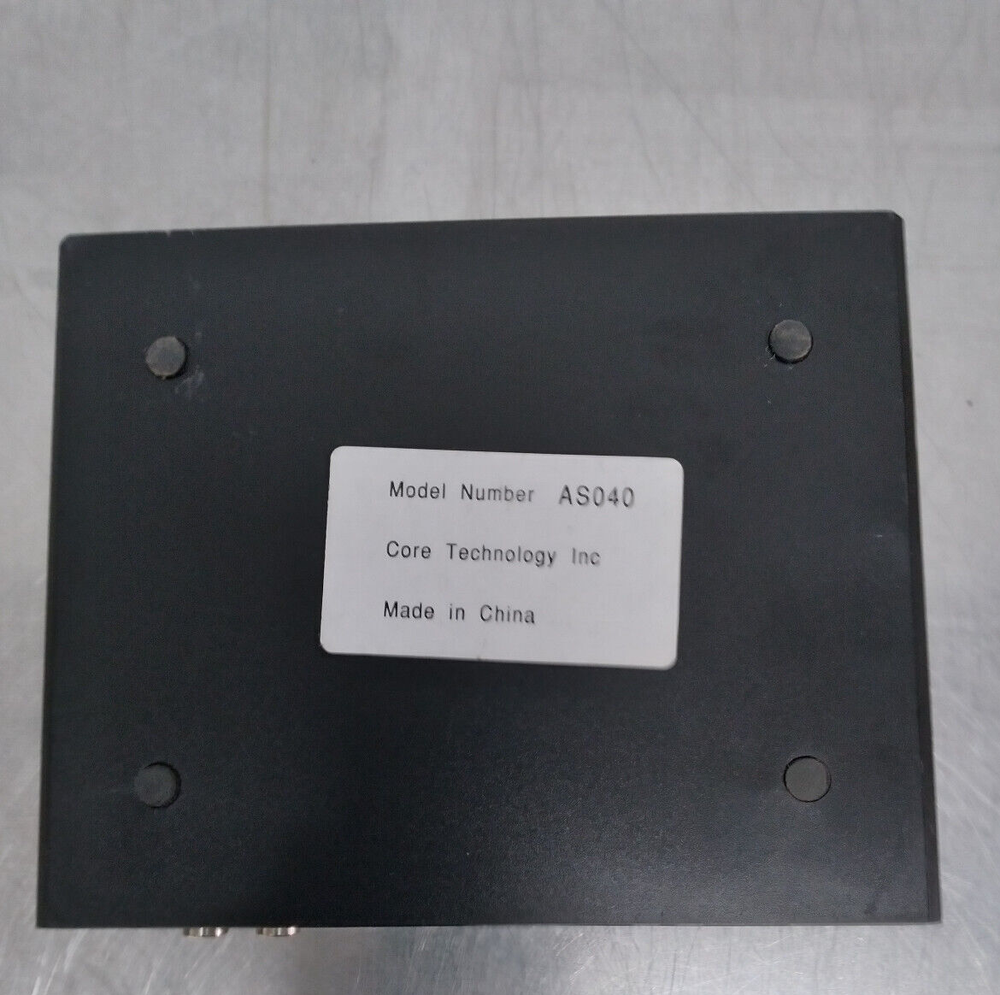 Model Number AS040
Core Technology Inc
Made in China